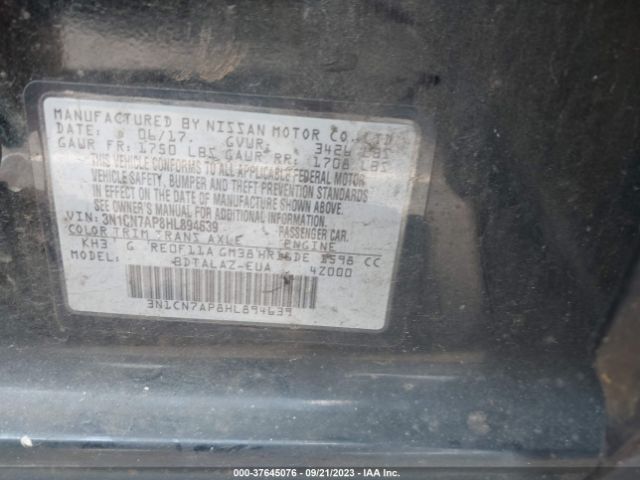 MANUFACTURED BY NISSAN MOTOR CO., LTD
DATE: 06/17 GVWR: 3426 LBS
GAWR FR: 1750 LBS GAWR RR: 1708 LBS
THIS VEHICLE CONFORMS TO ALL APPLICABLE FEDERAL MOTOR
VEHICLE SAFETY, BUMPER AND THEFT PREVENTION STANDARDS
IN EFFECT ON THE DATE OF MANUFACTURE SHOWN ABOVE.
SEE OWNER'S MANUAL FOR ADDITIONAL INFORMATION.
VIN: 3N1CN7AP8HL894639 PASSENGER CAR
COLOR TRIM TRANS AXLE ENGINE
KH3 G RE0F11A GM38 HR16DE 1598 CC
MODEL BDTALAZ-EUA 4Z000
3N1CN7AP8HL894639
000-37645076 - 09/21/2023 - IAA Inc.